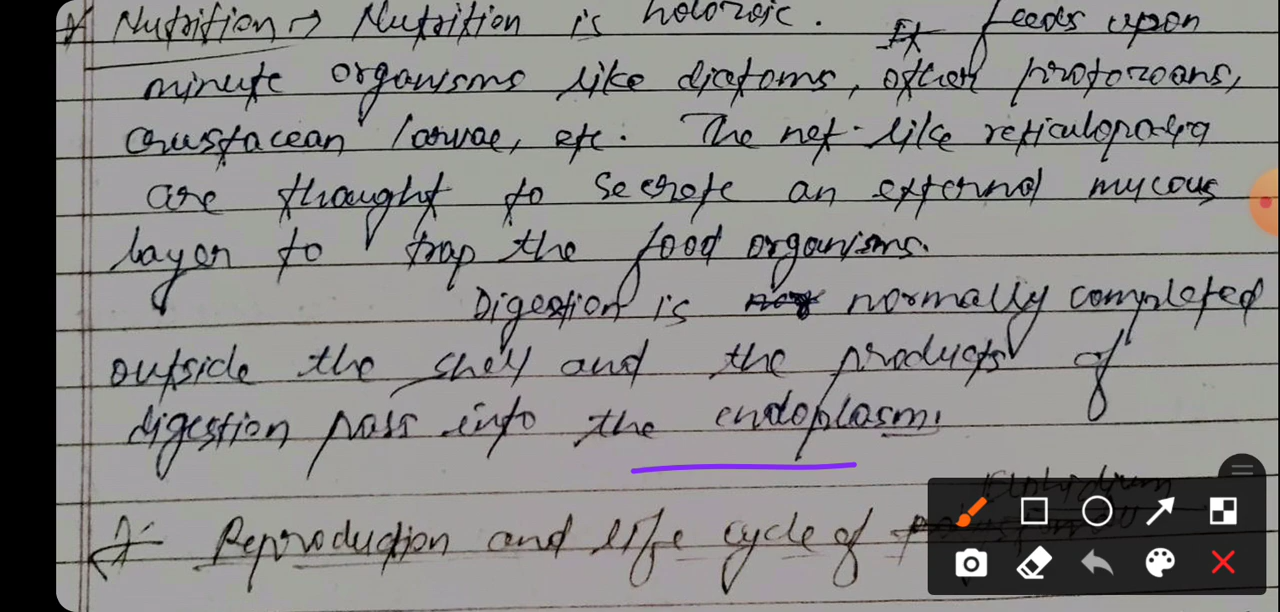 Nutrition → Nutrition is holozoic. It feeds upon
minute organisms like diatoms, other protozoans,
crustacean larvae, etc. The net-like reticulopodia
are thought to secrete an external mucous
layer to trap the food organisms.
Digestion is normally completed
outside the shell and the products of
digestion pass into the endoplasm.
Elphidium
Reproduction and life cycle of